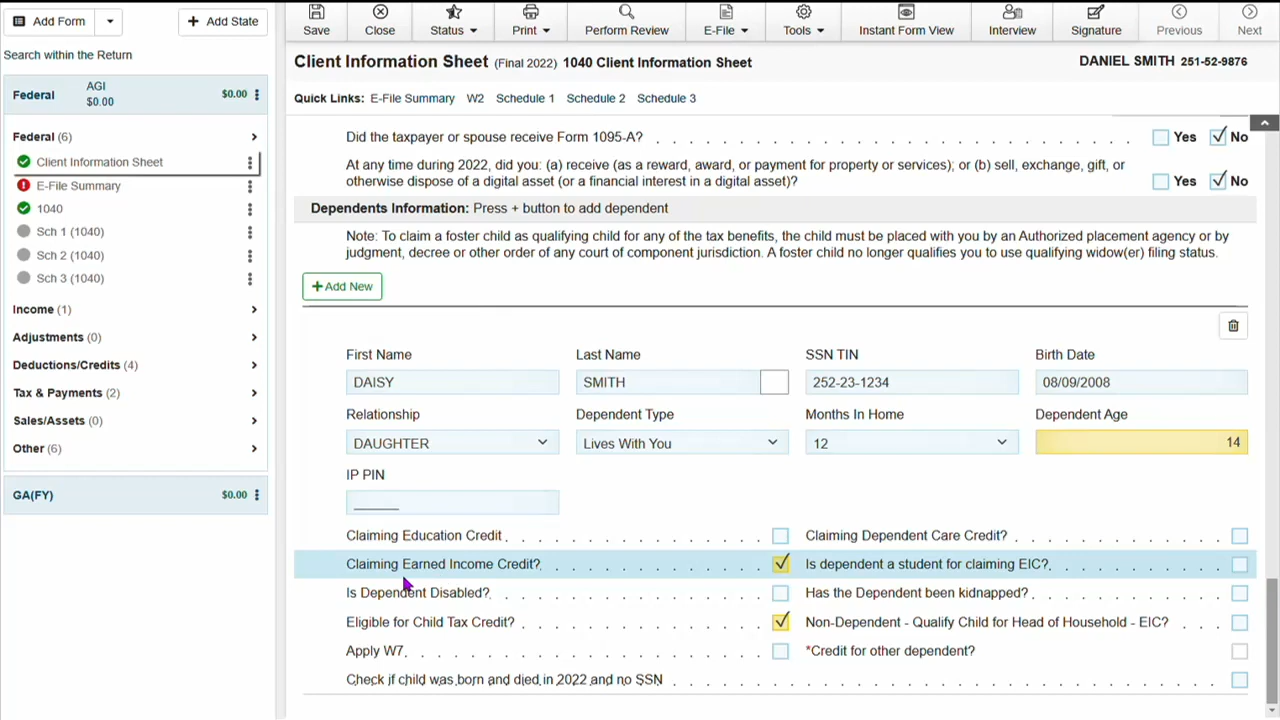 Add Form
Add State
Save
Close
Status
Print
Perform Review
E-File
Tools
Instant Form View
Interview
Signature
Previous
Next
Search within the Return
Federal AGI $0.00 $0.00
Federal (6)
Client Information Sheet
E-File Summary
1040
Sch 1 (1040)
Sch 2 (1040)
Sch 3 (1040)
Income (1)
Adjustments (0)
Deductions/Credits (4)
Tax & Payments (2)
Sales/Assets (0)
Other (6)
GA(FY) $0.00
Client Information Sheet (Final 2022) 1040 Client Information Sheet
DANIEL SMITH 251-52-9876
Quick Links: E-File Summary W2 Schedule 1 Schedule 2 Schedule 3
Did the taxpayer or spouse receive Form 1095-A? Yes No
At any time during 2022, did you: (a) receive (as a reward, award, or payment for property or services); or (b) sell, exchange, gift, or
otherwise dispose of a digital asset (or a financial interest in a digital asset)? Yes No
Dependents Information: Press + button to add dependent
Note: To claim a foster child as qualifying child for any of the tax benefits, the child must be placed with you by an Authorized placement agency or by
judgment, decree or other order of any court of component jurisdiction. A foster child no longer qualifies you to use qualifying widow(er) filing status.
+Add New
First Name Last Name SSN TIN Birth Date
DAISY SMITH 252-23-1234 08/09/2008
Relationship Dependent Type Months In Home Dependent Age
DAUGHTER Lives With You 12 14
IP PIN
Claiming Education Credit Claiming Dependent Care Credit?
Claiming Earned Income Credit? Is dependent a student for claiming EIC?
Is Dependent Disabled? Has the Dependent been kidnapped?
Eligible for Child Tax Credit? Non-Dependent - Qualify Child for Head of Household - EIC?
Apply W7 *Credit for other dependent?
Check if child was born and died in 2022 and no SSN